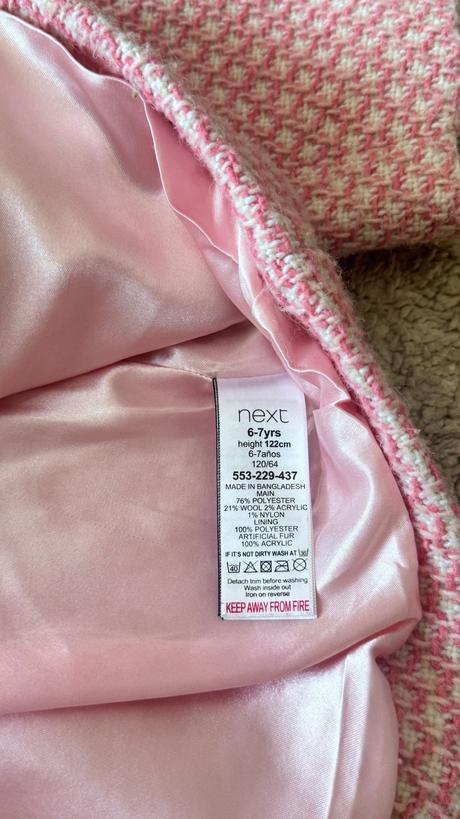 next
6-7yrs
height 122cm
6-7años
120/64
553-229-437
MADE IN BANGLADESH
MAIN
76% POLYESTER
21% WOOL 2% ACRYLIC
1% NYLON
LINING
100% POLYESTER
ARTIFICIAL FUR
100% ACRYLIC
IF IT'S NOT DIRTY WASH AT 30
40
Detach trim before washing
Wash inside out
Iron on reverse
KEEP AWAY FROM FIRE